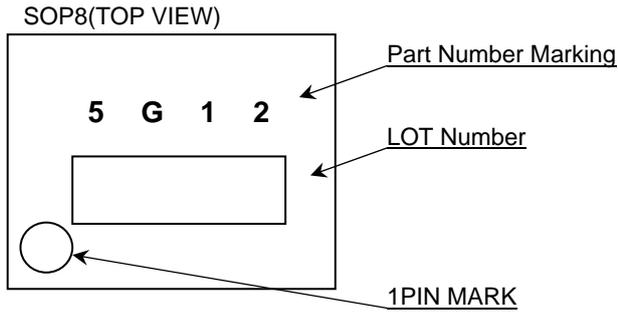 SOP8(TOP VIEW)
Part Number Marking
5 G 1 2
LOT Number
1PIN MARK